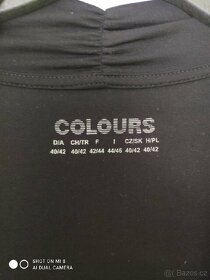 COLOURS
D/A CH/TR F I CZ/SK H/PL
40/42 40/42 42/44 44/46 40/42 40/42
SHOT ON MI 8
AI DUAL CAMERA
Bazoš.cz